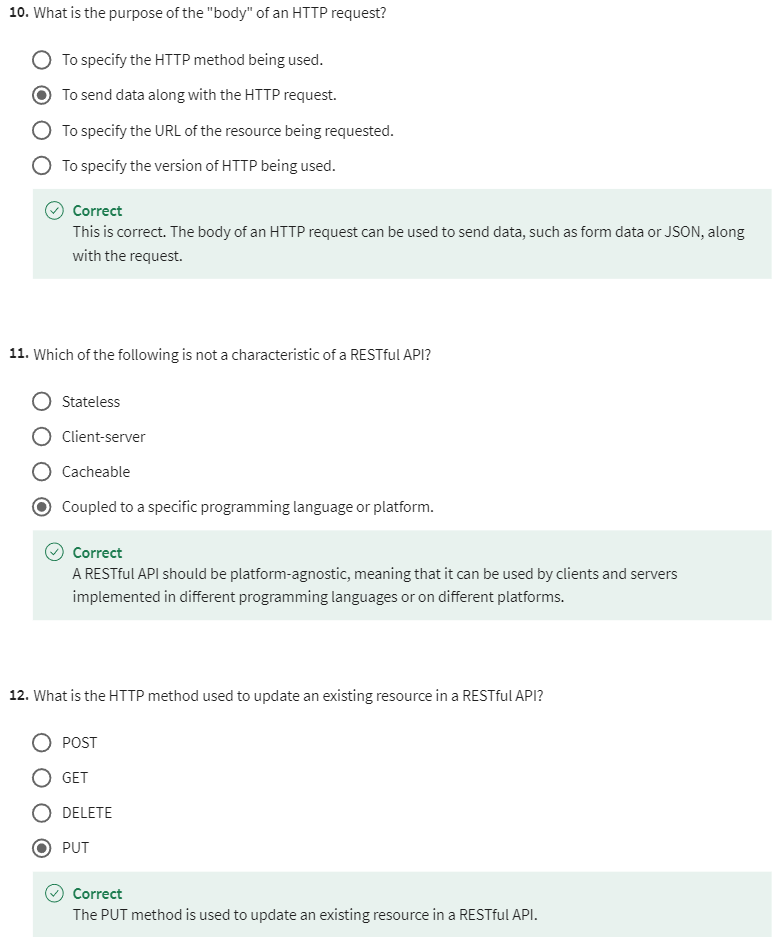 10. What is the purpose of the "body" of an HTTP request?
To specify the HTTP method being used.
To send data along with the HTTP request.
To specify the URL of the resource being requested.
To specify the version of HTTP being used.
Correct
This is correct. The body of an HTTP request can be used to send data, such as form data or JSON, along
with the request.
11. Which of the following is not a characteristic of a RESTful API?
Stateless
Client-server
Cacheable
Coupled to a specific programming language or platform.
Correct
A RESTful API should be platform-agnostic, meaning that it can be used by clients and servers
implemented in different programming languages or on different platforms.
12. What is the HTTP method used to update an existing resource in a RESTful API?
POST
GET
DELETE
PUT
Correct
The PUT method is used to update an existing resource in a RESTful API.